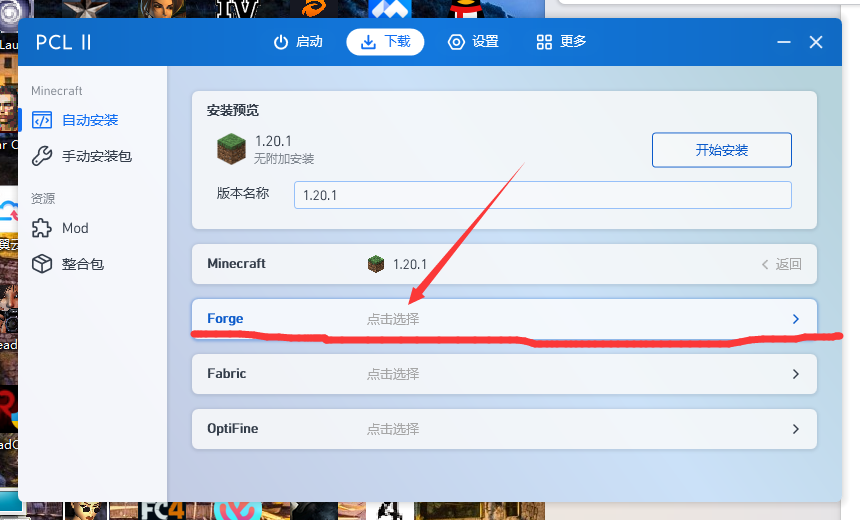 PCL II
启动
下载
设置
更多
Minecraft
自动安装
手动安装包
资源
Mod
整合包
安装预览
1.20.1
无附加安装
开始安装
版本名称
1.20.1
Minecraft
1.20.1
返回
Forge
点击选择
Fabric
点击选择
OptiFine
点击选择
FC4